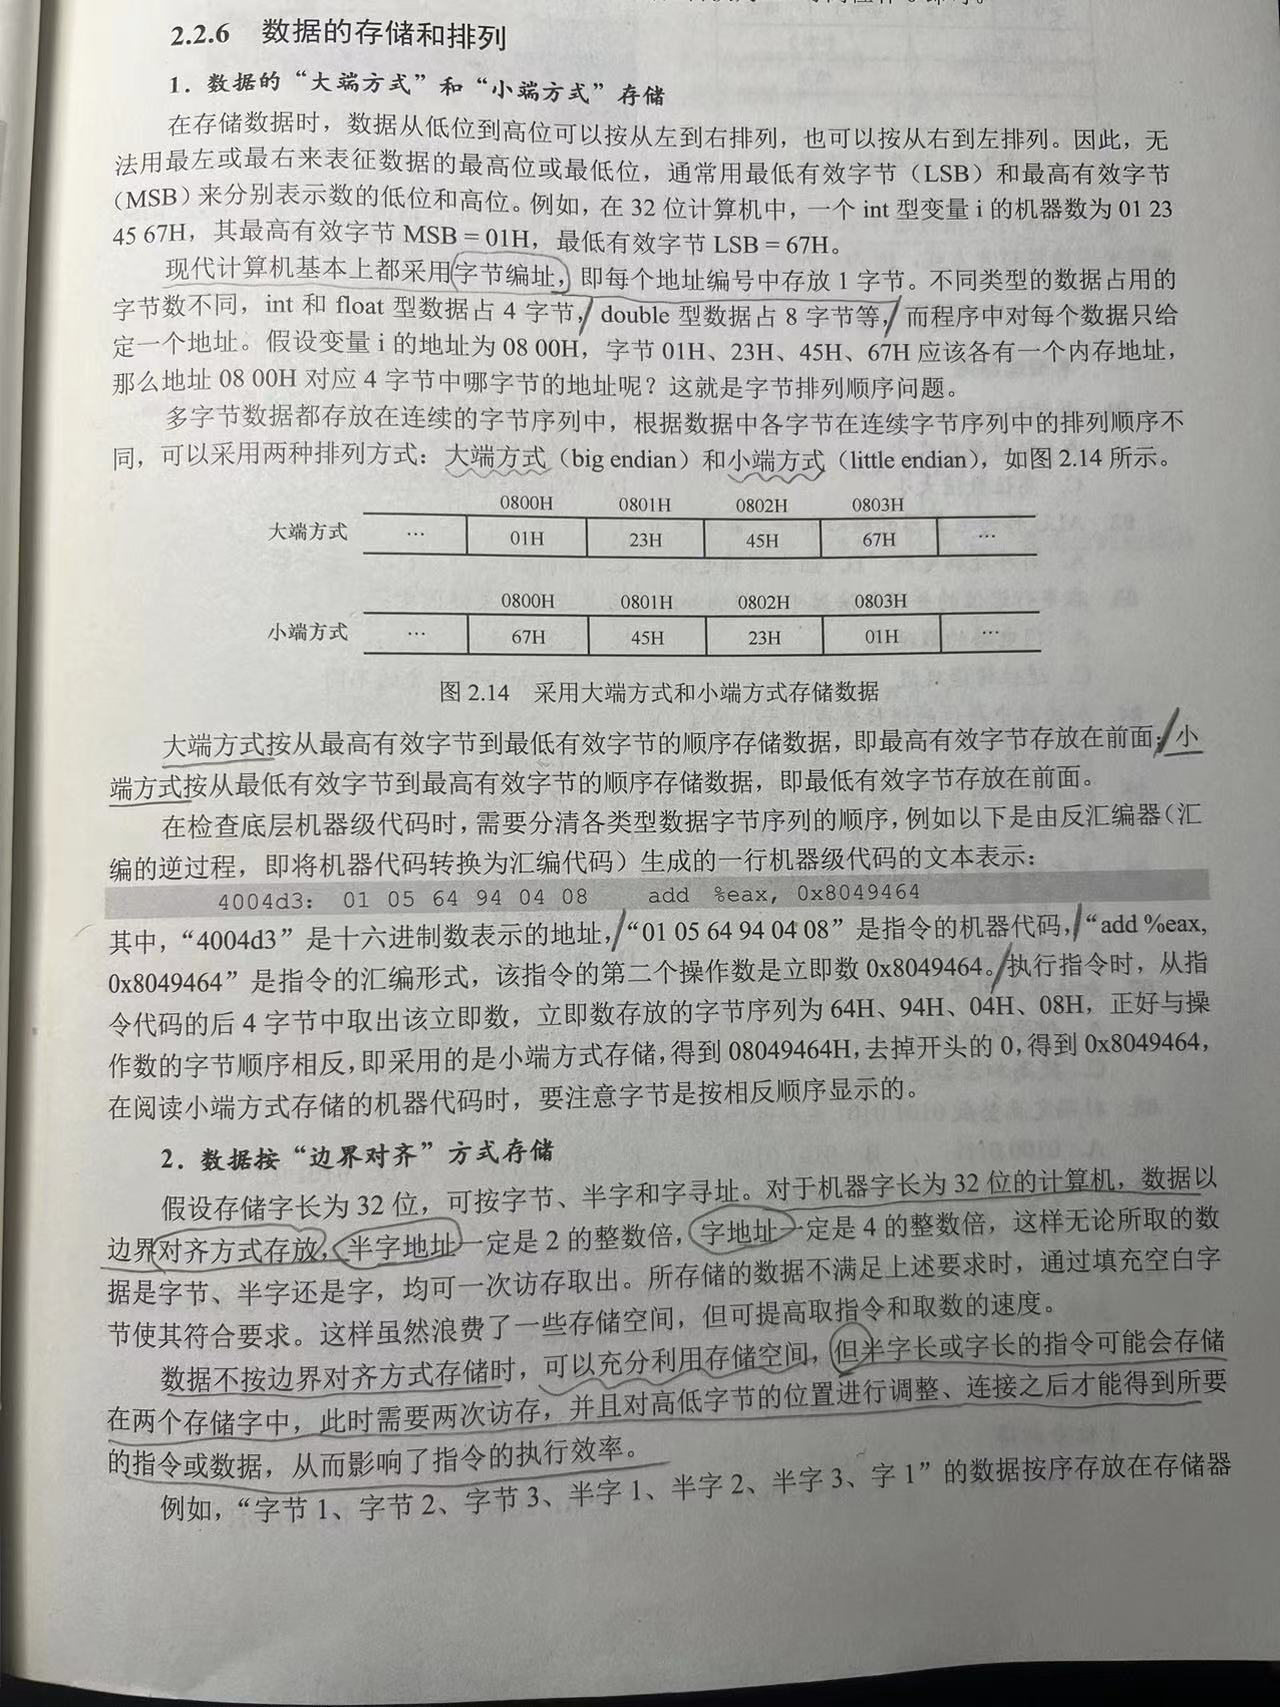 2.2.6 数据的存储和排列
1. 数据的“大端方式”和“小端方式”存储
在存储数据时，数据从低位到高位可以按从左到右排列，也可以按从右到左排列。因此，无
法用最左或最右来表征数据的最高位或最低位，通常用最低有效字节（LSB）和最高有效字节
（MSB）来分别表示数的低位和高位。例如，在 32 位计算机中，一个 int 型变量 i 的机器数为 01 23
45 67H，其最高有效字节 MSB = 01H，最低有效字节 LSB = 67H。
现代计算机基本上都采用字节编址，即每个地址编号中存放 1 字节。不同类型的数据占用的
字节数不同，int 和 float 型数据占 4 字节，double 型数据占 8 字节等，而程序中对每个数据只给
定一个地址。假设变量 i 的地址为 08 00H，字节 01H、23H、45H、67H 应该各有一个内存地址，
那么地址 08 00H 对应 4 字节中哪字节的地址呢？这就是字节排列顺序问题。
多字节数据都存放在连续的字节序列中，根据数据中各字节在连续字节序列中的排列顺序不
同，可以采用两种排列方式：大端方式（big endian）和小端方式（little endian），如图 2.14 所示。
0800H 0801H 0802H 0803H
大端方式 … 01H 23H 45H 67H …
0800H 0801H 0802H 0803H
小端方式 … 67H 45H 23H 01H …
图 2.14 采用大端方式和小端方式存储数据
大端方式按从最高有效字节到最低有效字节的顺序存储数据，即最高有效字节存放在前面；小
端方式按从最低有效字节到最高有效字节的顺序存储数据，即最低有效字节存放在前面。
在检查底层机器级代码时，需要分清各类型数据字节序列的顺序，例如以下是由反汇编器（汇
编的逆过程，即将机器代码转换为汇编代码）生成的一行机器级代码的文本表示：
4004d3: 01 05 64 94 04 08 add %eax, 0x8049464
其中，“4004d3”是十六进制数表示的地址，“01 05 64 94 04 08”是指令的机器代码，“add %eax,
0x8049464”是指令的汇编形式，该指令的第二个操作数是立即数 0x8049464。执行指令时，从指
令代码的后 4 字节中取出该立即数，立即数存放的字节序列为 64H、94H、04H、08H，正好与操
作数的字节顺序相反，即采用的是小端方式存储，得到 08049464H，去掉开头的 0，得到 0x8049464，
在阅读小端方式存储的机器代码时，要注意字节是按相反顺序显示的。
2. 数据按“边界对齐”方式存储
假设存储字长为 32 位，可按字节、半字和字寻址。对于机器字长为 32 位的计算机，数据以
边界对齐方式存放，半字地址一定是 2 的整数倍，字地址一定是 4 的整数倍，这样无论所取的数
据是字节、半字还是字，均可一次访存取出。所存储的数据不满足上述要求时，通过填充空白字
节使其符合要求。这样虽然浪费了一些存储空间，但可提高取指令和取数的速度。
数据不按边界对齐方式存储时，可以充分利用存储空间，但半字长或字长的指令可能会存储
在两个存储字中，此时需要两次访存，并且对高低字节的位置进行调整、连接之后才能得到所要
的指令或数据，从而影响了指令的执行效率。
例如，“字节 1、字节 2、字节 3、半字 1、半字 2、半字 3、字 1”的数据按序存放在存储器